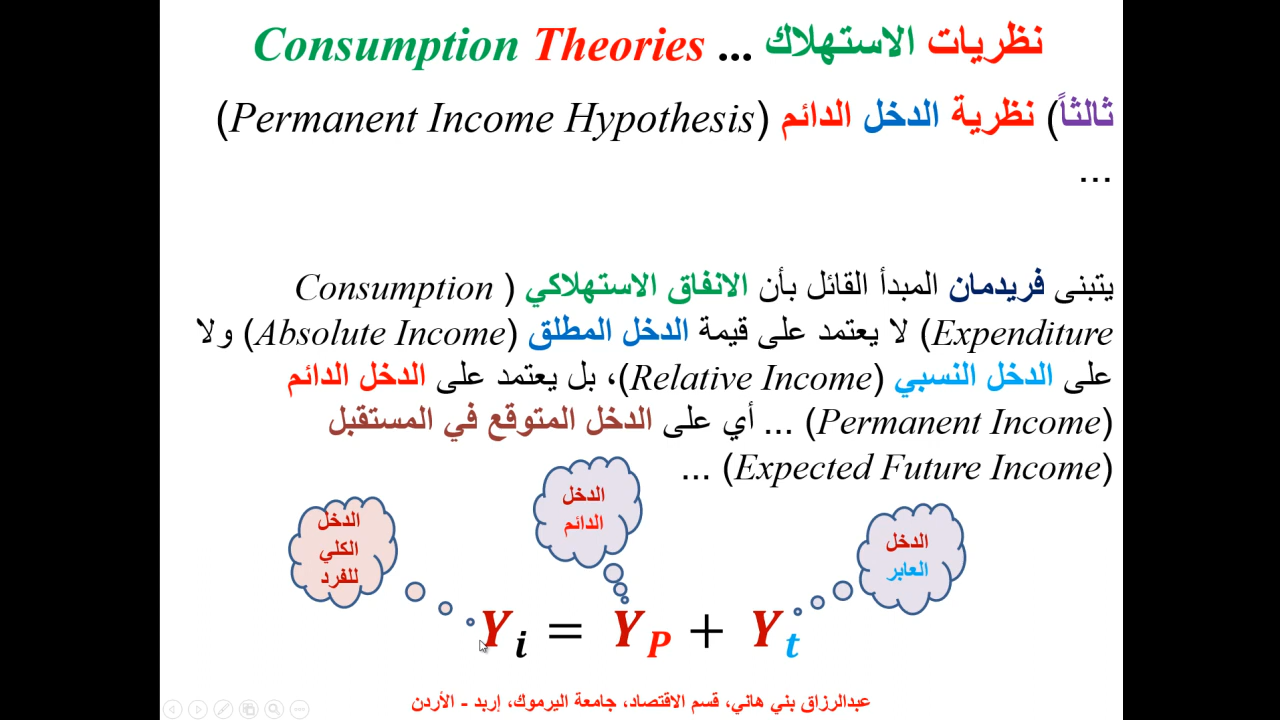 نظريات الاستهلاك ... Consumption Theories
ثالثاً) نظرية الدخل الدائم (Permanent Income Hypothesis)
...
يتبنى فريدمان المبدأ القائل بأن الانفاق الاستهلاكي (Consumption
Expenditure) لا يعتمد على قيمة الدخل المطلق (Absolute Income) ولا
على الدخل النسبي (Relative Income)، بل يعتمد على الدخل الدائم
(Permanent Income) ... أي على الدخل المتوقع في المستقبل
(Expected Future Income) ...
الدخل
الكلي
للفرد
الدخل
الدائم
الدخل
العابر
Y_i = Y_P + Y_t
عبدالرزاق بني هاني، قسم الاقتصاد، جامعة اليرموك، إربد - الأردن